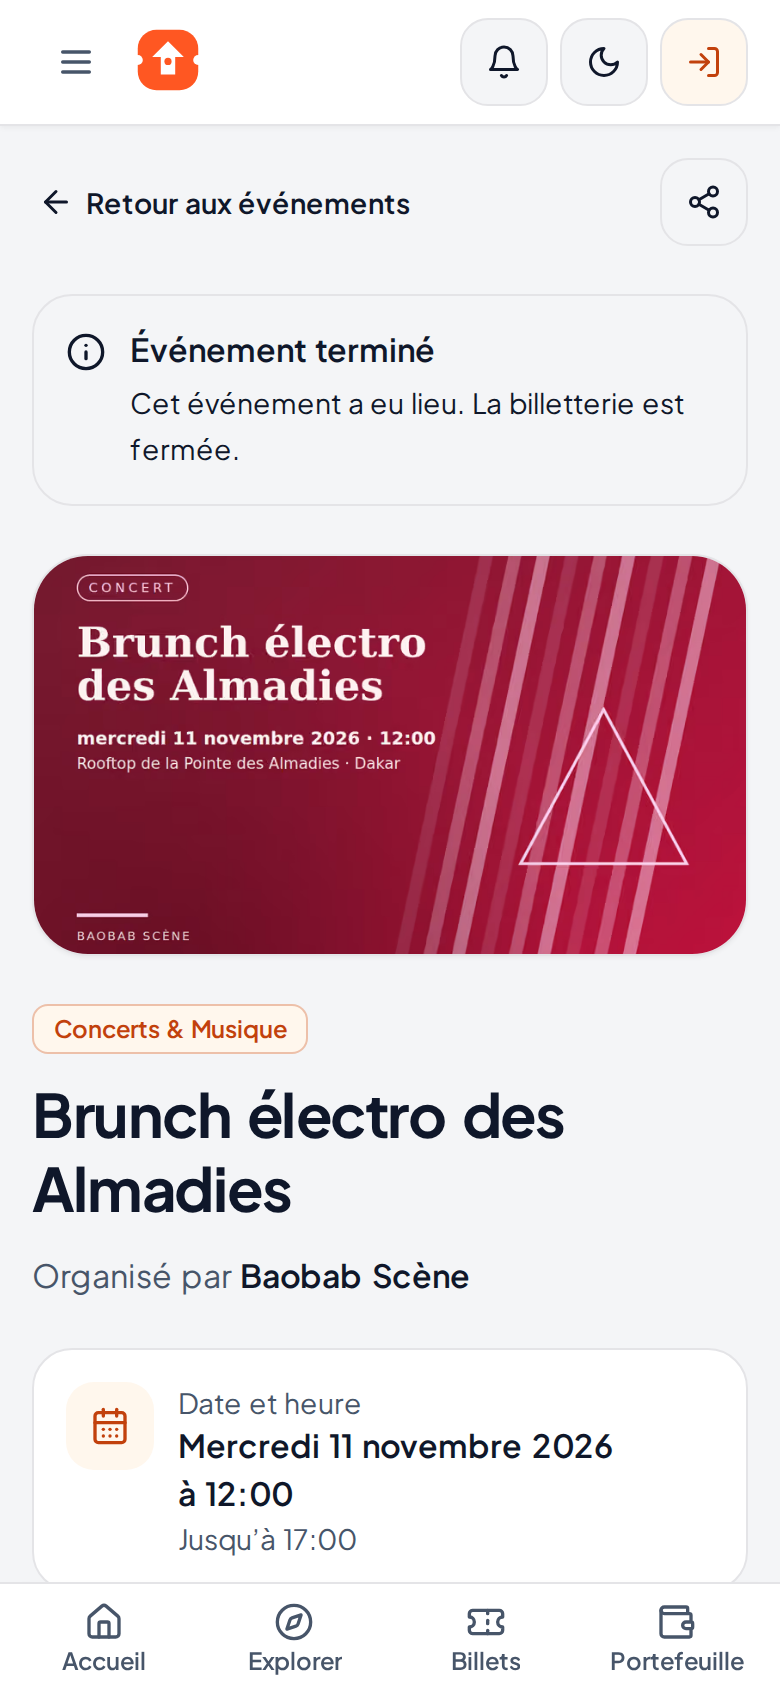 Retour aux événements
Événement terminé
Cet événement a eu lieu. La billetterie est
fermée.
CONCERT
Brunch électro
des Almadies
mercredi 11 novembre 2026 · 12:00
Rooftop de la Pointe des Almadies · Dakar
BAOBAB SCÈNE
Concerts & Musique
Brunch électro des
Almadies
Organisé par Baobab Scène
Date et heure
Mercredi 11 novembre 2026
à 12:00
Jusqu’à 17:00
Accueil
Explorer
Billets
Portefeuille